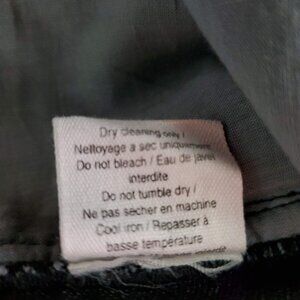 Dry cleaning only /
Nettoyage a sec uniquement
Do not bleach / Eau de javel
interdite
Do not tumble dry /
Ne pas sécher en machine
Cool iron / Repasser à
basse température
interdit